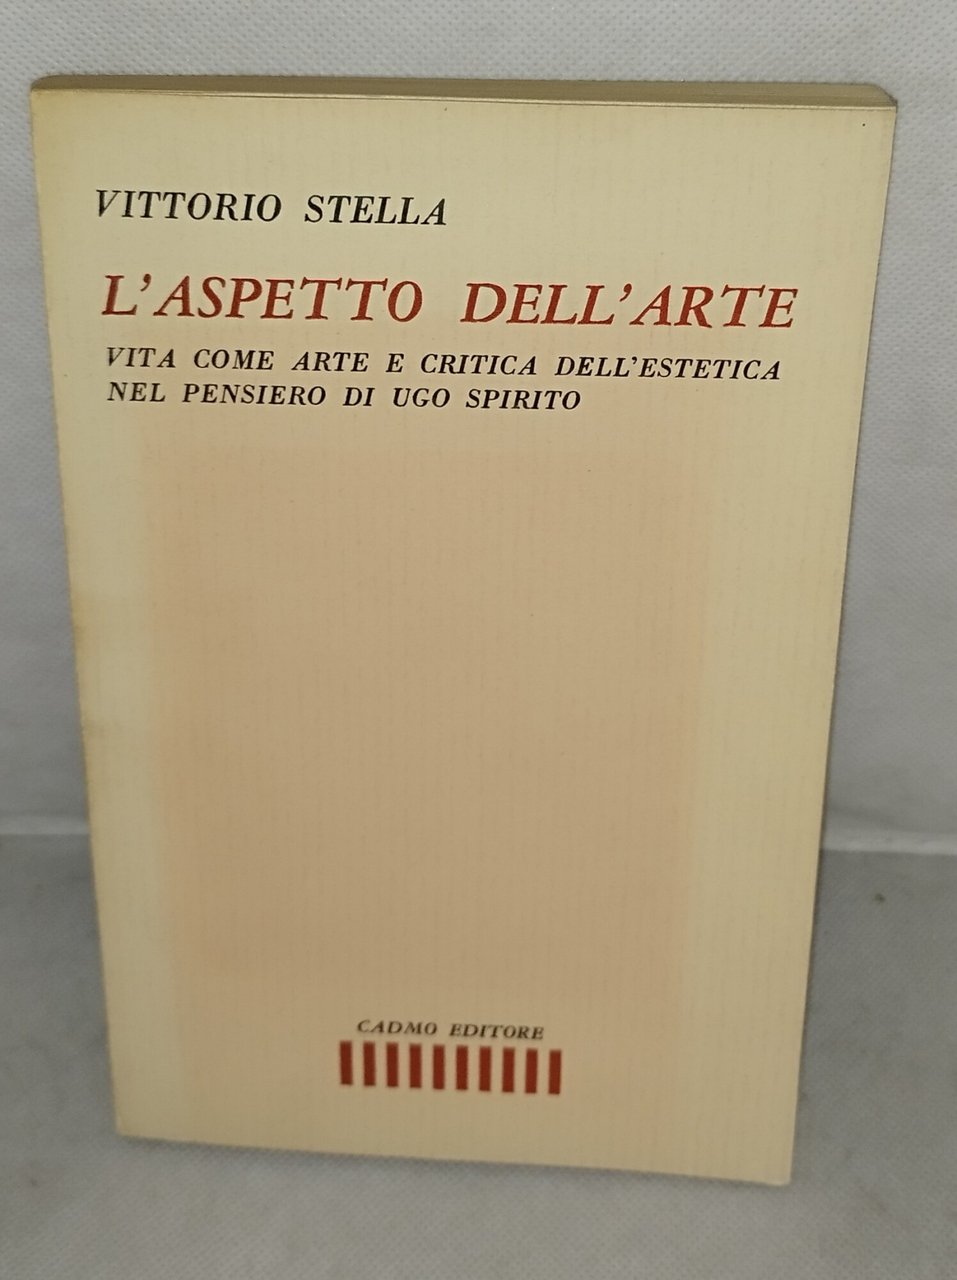 VITTORIO STELLA
L'ASPETTO DELL'ARTE
VITA COME ARTE E CRITICA DELL'ESTETICA
NEL PENSIERO DI UGO SPIRITO
CADMO EDITORE